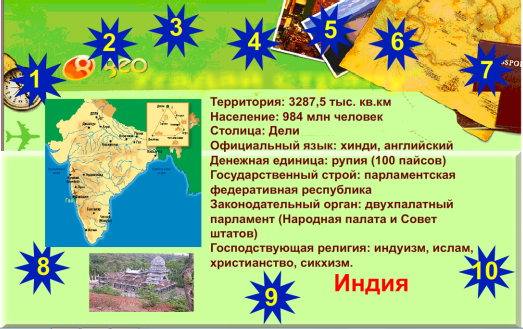 1
2
3
4
5
6
7
geo
SPOR
Территория: 3287,5 тыс. кв.км
Население: 984 млн человек
Столица: Дели
Официальный язык: хинди, английский
Денежная единица: рупия (100 пайсов)
Государственный строй: парламентская
федеративная республика
Законодательный орган: двухпалатный
парламент (Народная палата и Совет
штатов)
Господствующая религия: индуизм, ислам,
христианство, сикхизм.
Индия
8
9
10